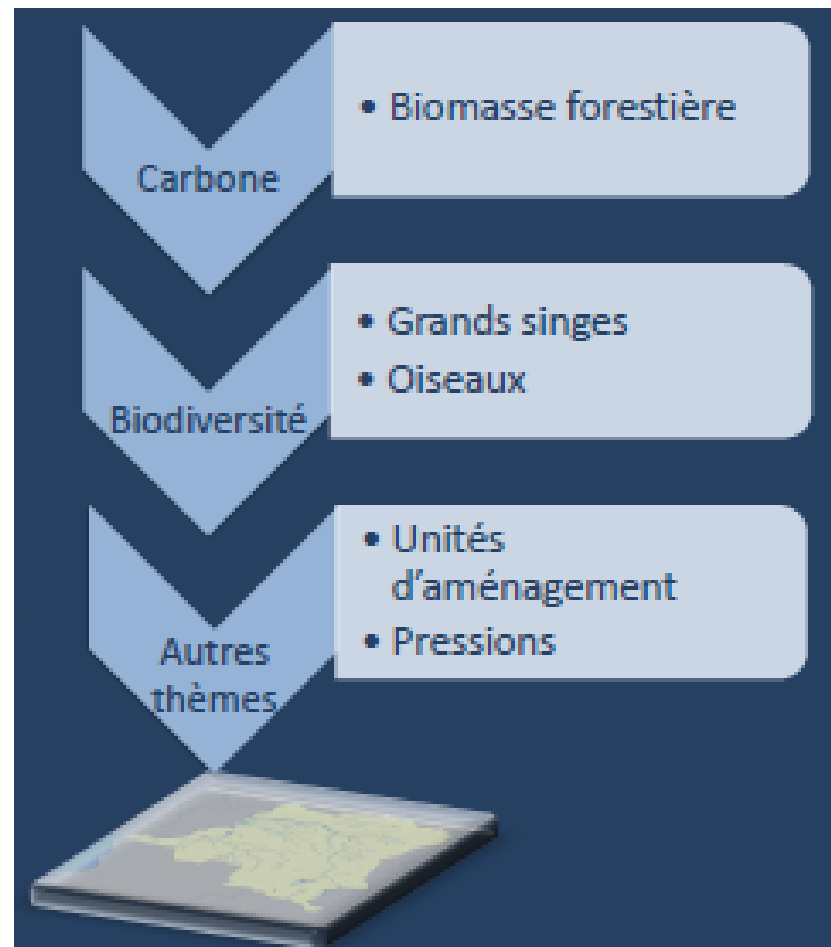 Carbone
• Biomasse forestière
Biodiversité
• Grands singes
• Oiseaux
Autres
thèmes
• Unités
d'aménagement
• Pressions